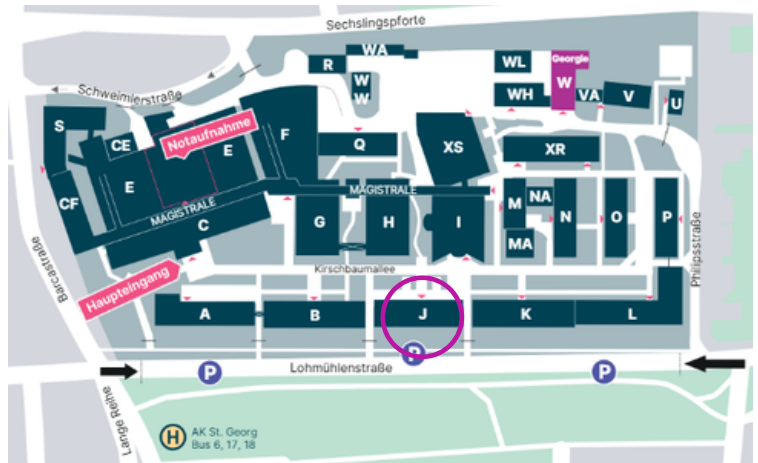 Sechslingspforte
Schweimlerstraße
R
WA
W
W
WL
WH
Georgie
W
VA
V
U
S
CE
E
Notaufnahme
E
F
Q
XS
XR
CF
MAGISTRALE
C
MAGISTRALE
G
H
I
M
NA
MA
N
O
P
Barcastraße
Philipsstraße
Haupteingang
Kirschbaumallee
A
B
J
K
L
P
P
P
Lohmühlenstraße
Lange Reihe
H
AK St. Georg
Bus 6, 17, 18